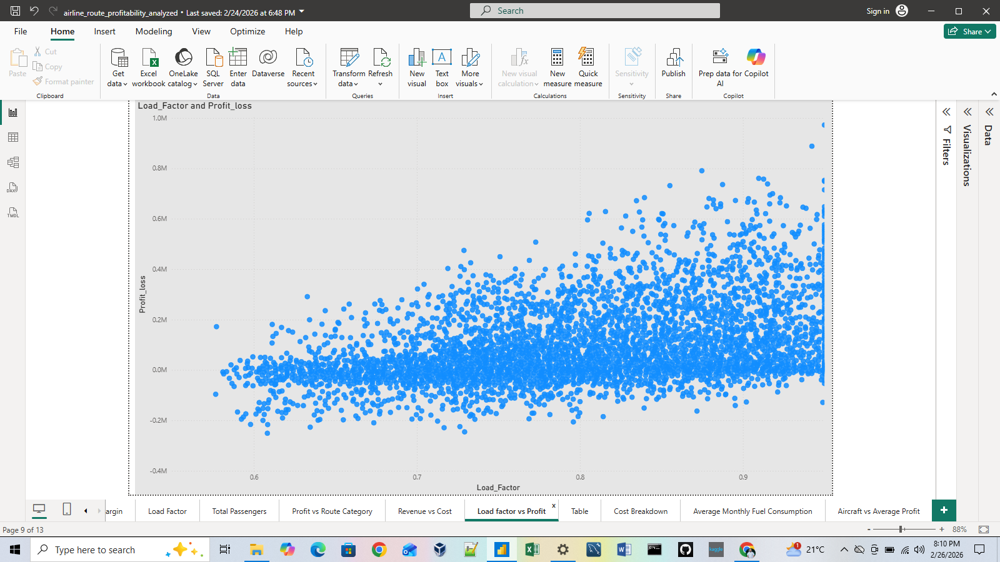 airline_route_profitability_analyzed • Last saved: 2/24/2026 at 6:48 PM
Search
Sign in
File
Home
Insert
Modeling
View
Optimize
Help
Share
Paste
Cut
Copy
Format painter
Clipboard
Get data
Excel workbook
OneLake catalog
SQL Server
Enter data
Dataverse
Recent sources
Data
Transform data
Refresh
Queries
New visual
Text box
More visuals
Insert
New visual calculation
New measure
Quick measure
Calculations
Sensitivity
Sensitivity
Publish
Share
Prep data for AI
Copilot
Copilot
DAX
TMDL
Load_Factor and Profit_loss
1.0M
0.8M
0.6M
0.4M
0.2M
0.0M
-0.2M
-0.4M
Profit_loss
0.6
0.7
0.8
0.9
Load_Factor
Filters
Visualizations
Data
argin
Load Factor
Total Passengers
Profit vs Route Category
Revenue vs Cost
Load factor vs Profit
x
Table
Cost Breakdown
Average Monthly Fuel Consumption
Aircraft vs Average Profit
+
Page 9 of 13
- + 88%
Type here to search
kaggle
1
21°C
8:10 PM
2/26/2026